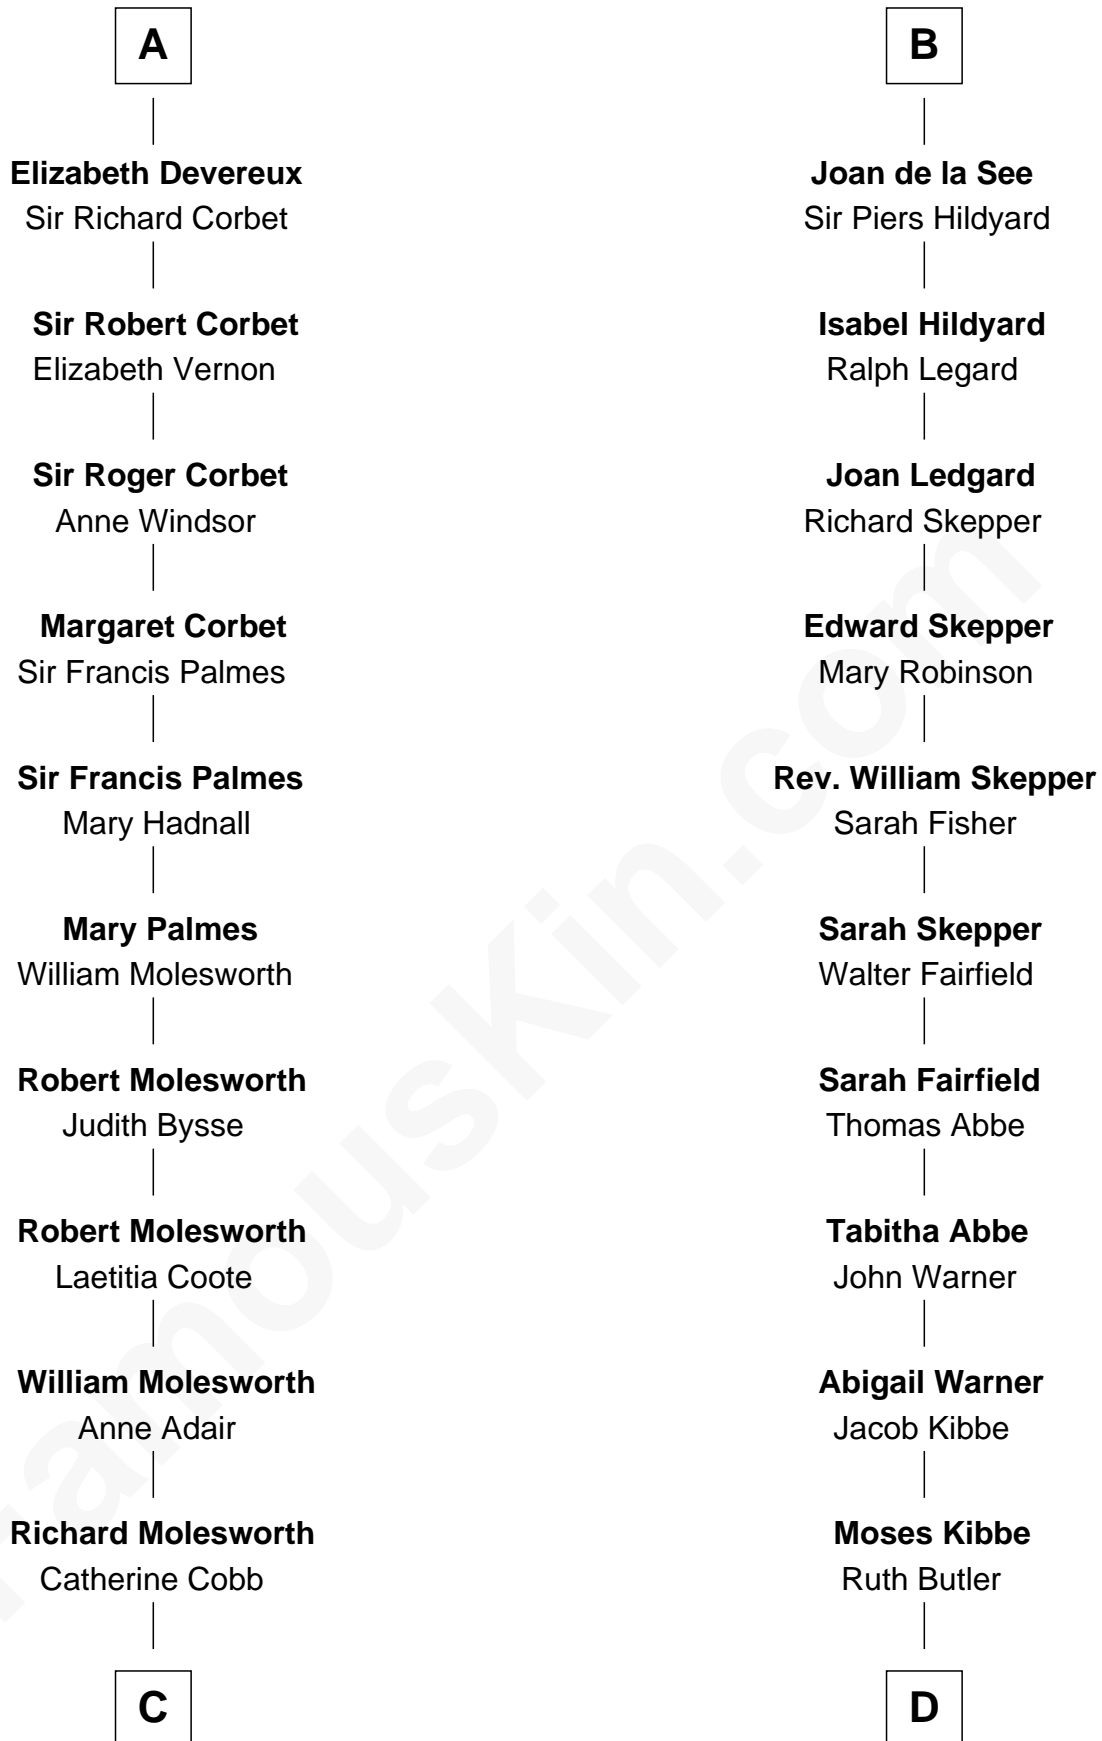 A
Elizabeth Devereux
Sir Richard Corbet
Sir Robert Corbet
Elizabeth Vernon
Sir Roger Corbet
Anne Windsor
Margaret Corbet
Sir Francis Palmes
Sir Francis Palmes
Mary Hadnall
Mary Palmes
William Molesworth
Robert Molesworth
Judith Bysse
Robert Molesworth
Laetitia Coote
William Molesworth
Anne Adair
Richard Molesworth
Catherine Cobb
C
B
Joan de la See
Sir Piers Hildyard
Isabel Hildyard
Ralph Legard
Joan Ledgard
Richard Skepper
Edward Skepper
Mary Robinson
Rev. William Skepper
Sarah Fisher
Sarah Skepper
Walter Fairfield
Sarah Fairfield
Thomas Abbe
Tabitha Abbe
John Warner
Abigail Warner
Jacob Kibbe
Moses Kibbe
Ruth Butler
D
FamousKin.com